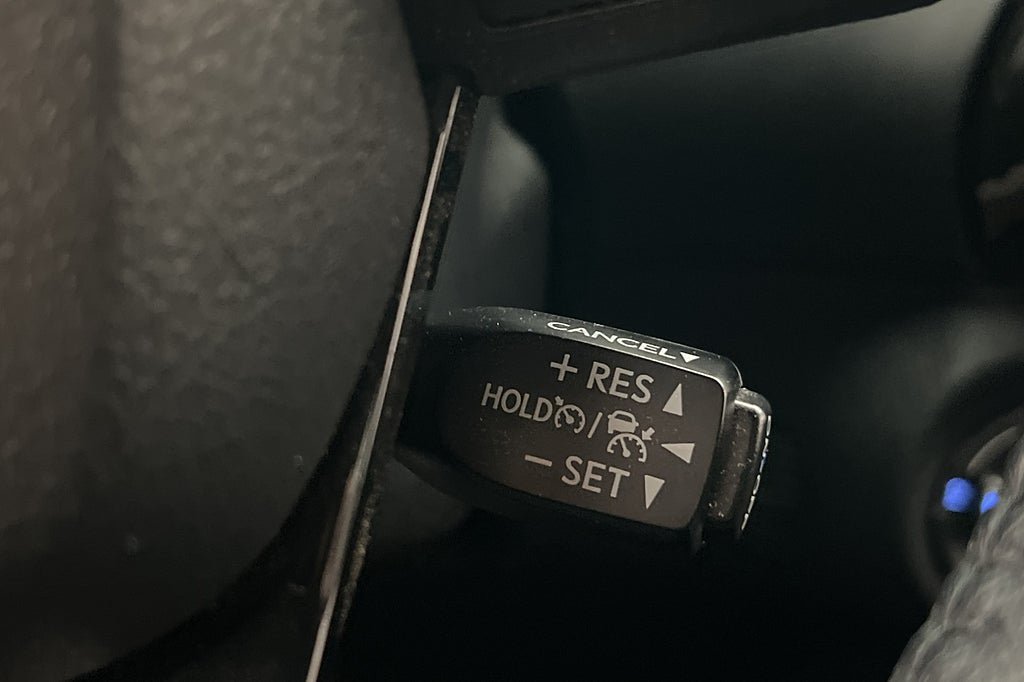 CANCEL▼
+ RES ▲
HOLD / ◀
− SET ▼